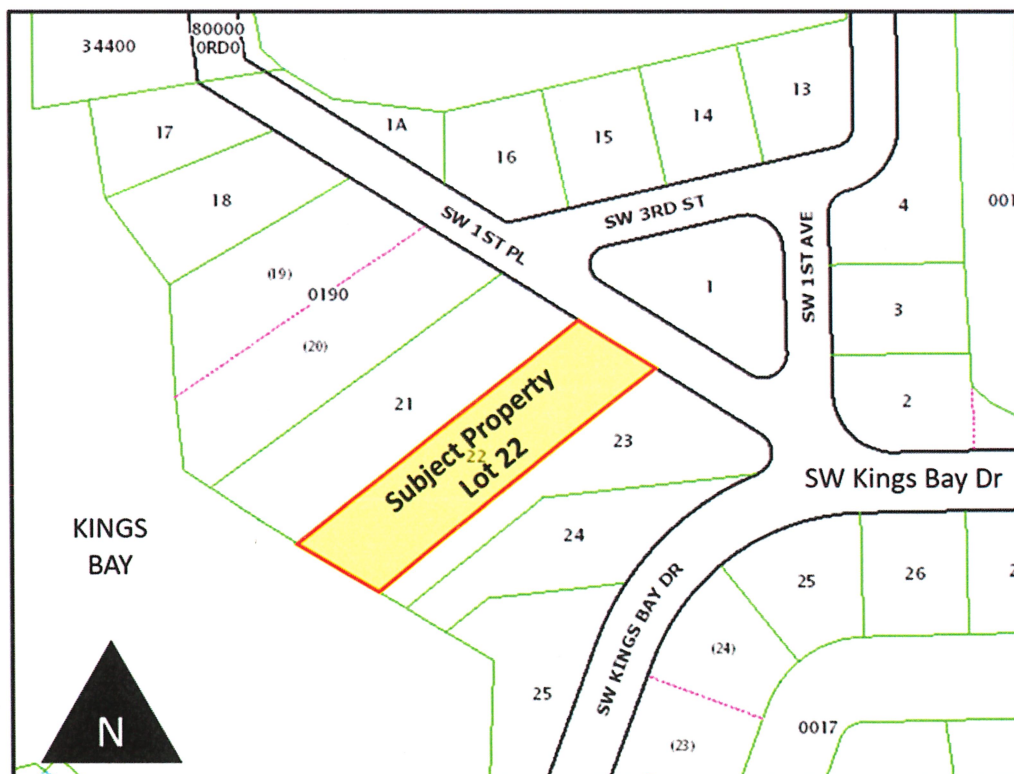 34400
80000
0RD0
17
1A
16
15
14
13
18
SW 1ST PL
SW 3RD ST
4
001
(19)
0190
(20)
1
SW 1ST AVE
3
2
21
22
Subject Property
Lot 22
23
SW Kings Bay Dr
KINGS
BAY
24
SW KINGS BAY DR
25
26
2
(24)
25
(23)
0017
N